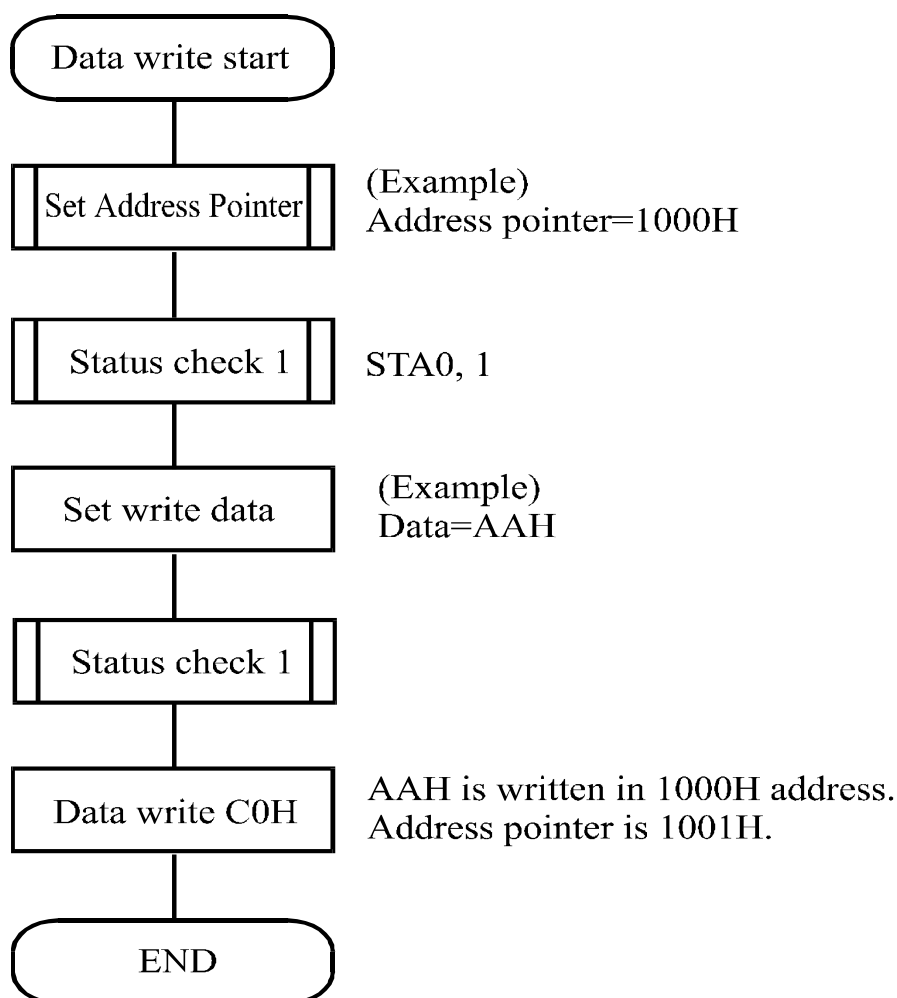 Data write start
Set Address Pointer
(Example)
Address pointer=1000H
Status check 1
STA0, 1
Set write data
(Example)
Data=AAH
Status check 1
Data write C0H
AAH is written in 1000H address.
Address pointer is 1001H.
END